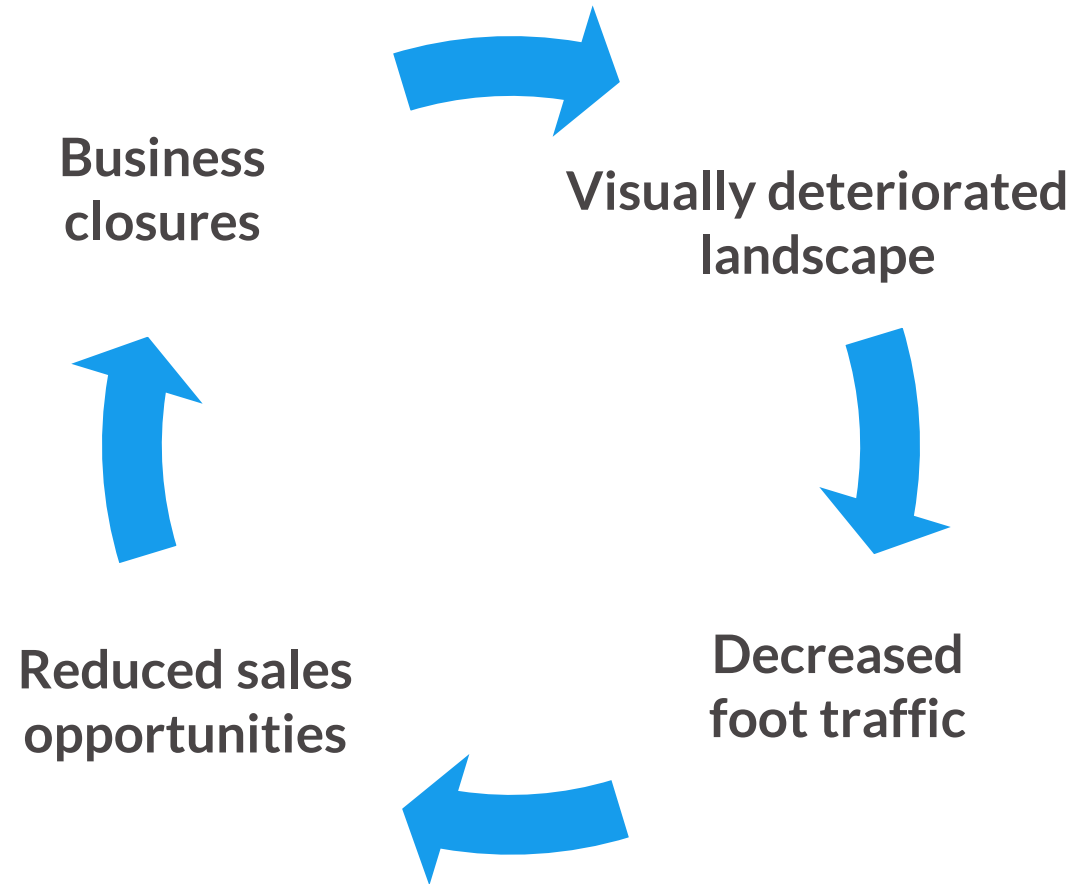 Business
closures
Visually deteriorated
landscape
Decreased
foot traffic
Reduced sales
opportunities